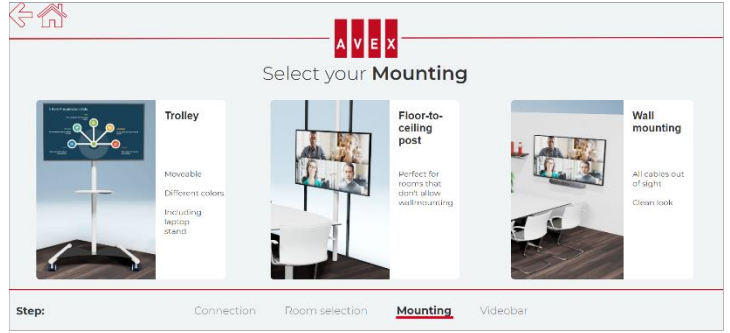 AVEX
Select your Mounting
Trolley
Moveable
Different colors
Including
laptop
stand
Floor-to-
ceiling
post
Perfect for
rooms that
don't allow
wallmounting
Wall
mounting
All cables out
of sight
Clean look
Step:
Connection
Room selection
Mounting
Videobar